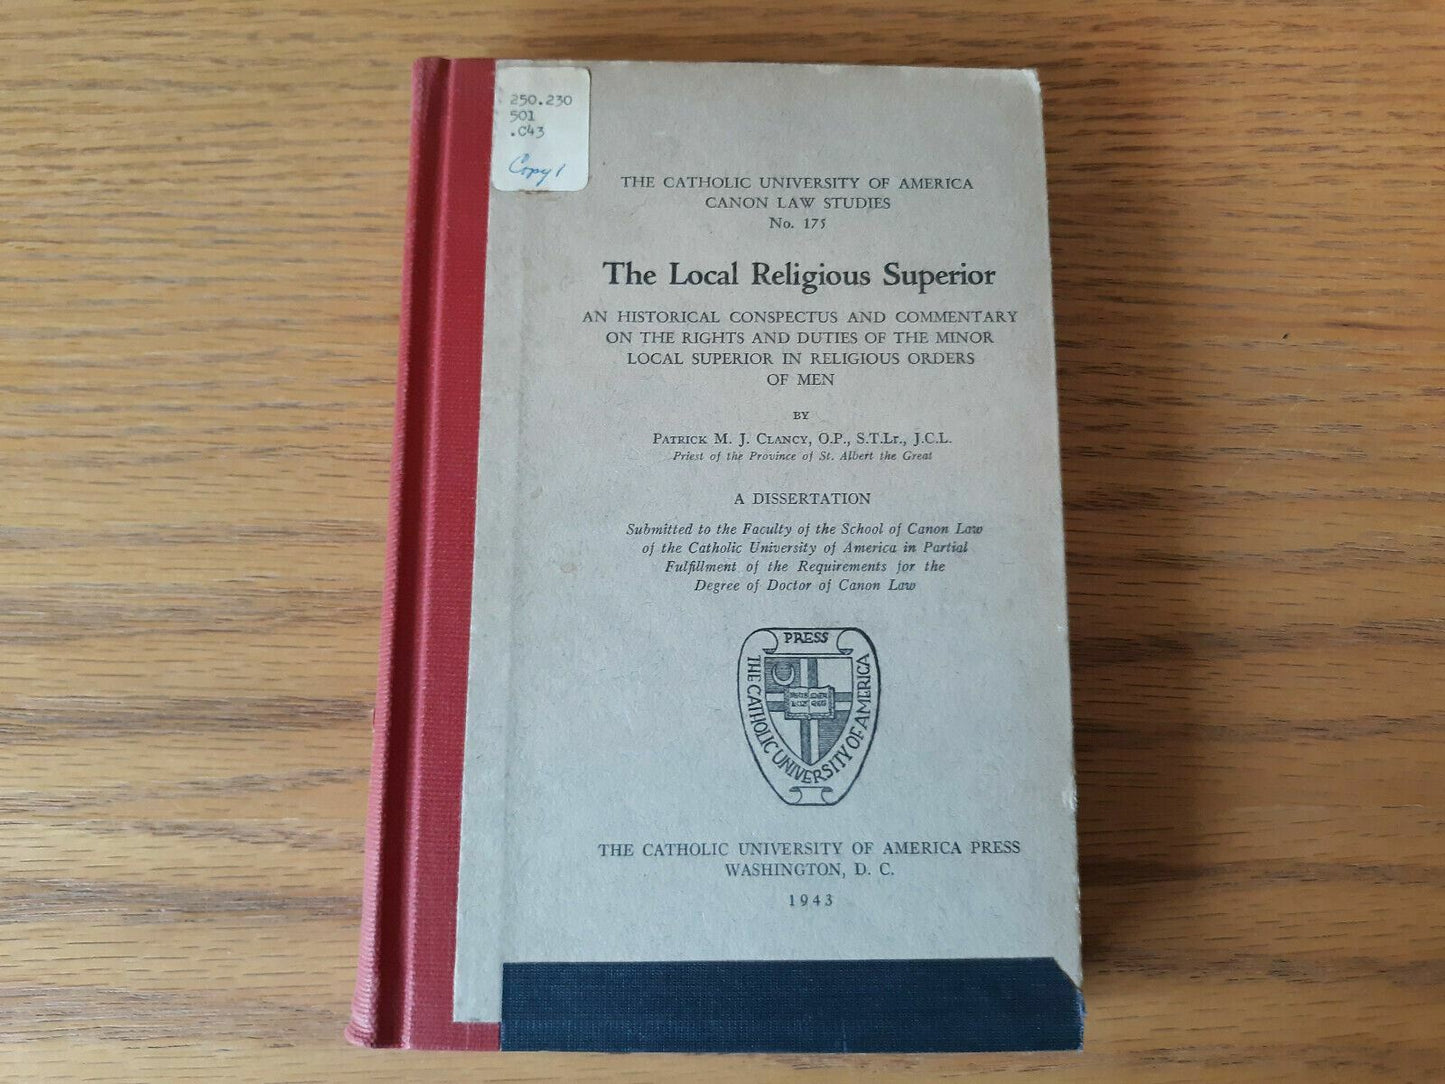 250.230
501
.C43
Copy 1
THE CATHOLIC UNIVERSITY OF AMERICA
CANON LAW STUDIES
No. 175
The Local Religious Superior
AN HISTORICAL CONSPECTUS AND COMMENTARY
ON THE RIGHTS AND DUTIES OF THE MINOR
LOCAL SUPERIOR IN RELIGIOUS ORDERS
OF MEN
BY
PATRICK M. J. CLANCY, O.P., S.T.Lr., J.C.L.
Priest of the Province of St. Albert the Great
A DISSERTATION
Submitted to the Faculty of the School of Canon Law
of the Catholic University of America in Partial
Fulfillment of the Requirements for the
Degree of Doctor of Canon Law
PRESS
THE CATHOLIC UNIVERSITY OF AMERICA
THE CATHOLIC UNIVERSITY OF AMERICA PRESS
WASHINGTON, D. C.
1943